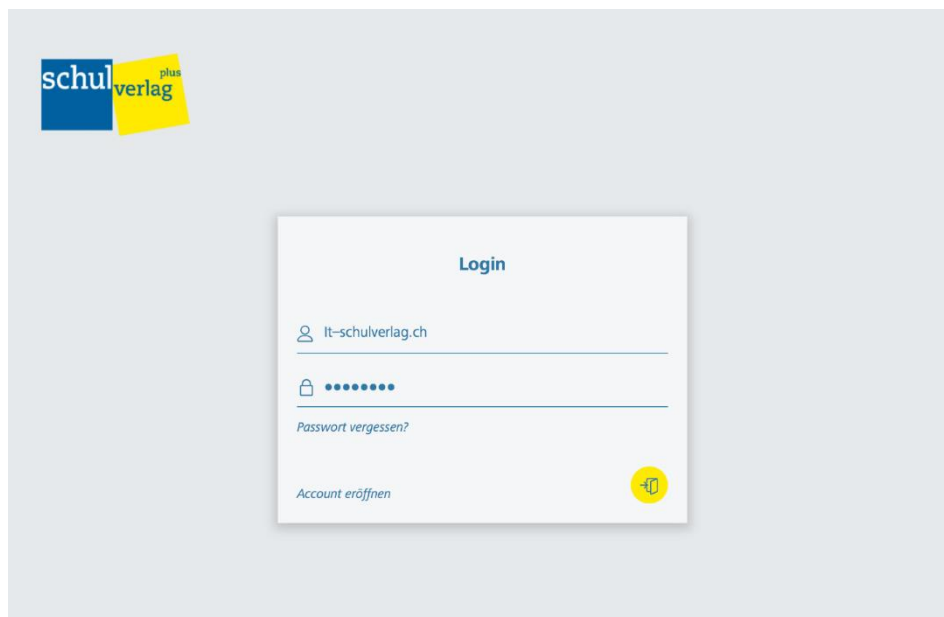 schul
verlag plus
Login
lt–schulverlag.ch
••••••••
Passwort vergessen?
Account eröffnen